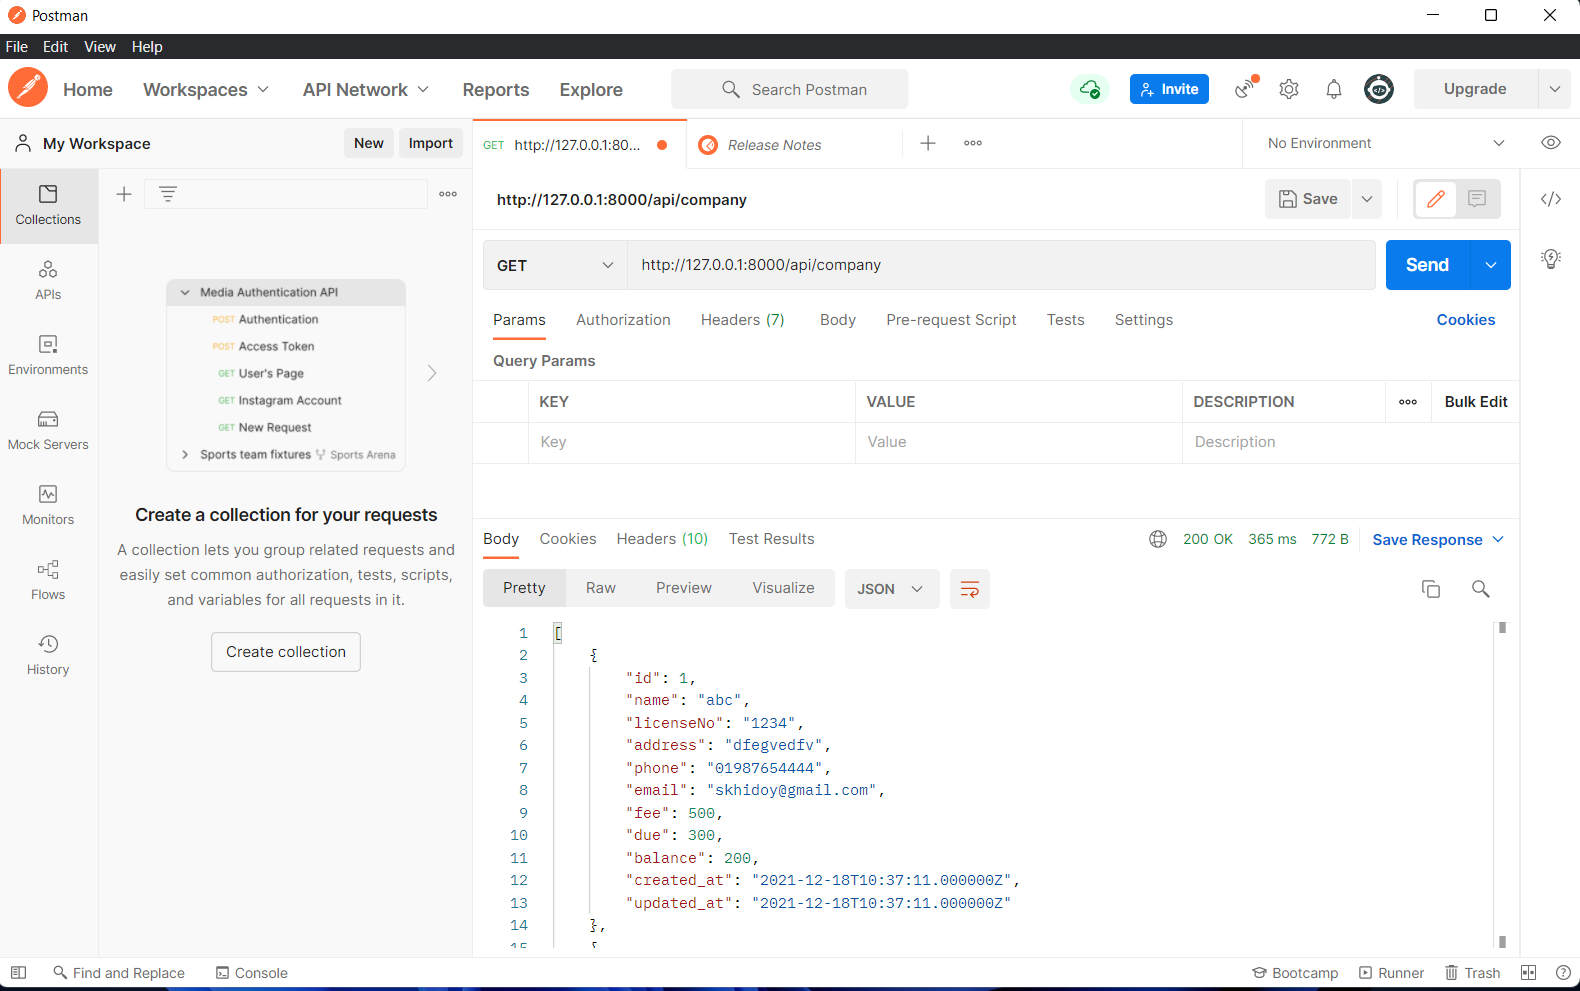 Postman
File Edit View Help
Home Workspaces API Network Reports Explore Search Postman Invite Upgrade
My Workspace New Import
GET http://127.0.0.1:80... Release Notes No Environment
Collections
APIs
Environments
Mock Servers
Monitors
Flows
History
Media Authentication API
POST Authentication
POST Access Token
GET User's Page
GET Instagram Account
GET New Request
Sports team fixtures Sports Arena
Create a collection for your requests
A collection lets you group related requests and
easily set common authorization, tests, scripts,
and variables for all requests in it.
Create collection
http://127.0.0.1:8000/api/company Save
GET http://127.0.0.1:8000/api/company Send
Params Authorization Headers (7) Body Pre-request Script Tests Settings Cookies
Query Params
KEY VALUE DESCRIPTION Bulk Edit
Key Value Description
Body Cookies Headers (10) Test Results 200 OK 365 ms 772 B Save Response
Pretty Raw Preview Visualize JSON
1 [
2 {
3 "id": 1,
4 "name": "abc",
5 "licenseNo": "1234",
6 "address": "dfegvedfv",
7 "phone": "01987654444",
8 "email": "skhidoy@gmail.com",
9 "fee": 500,
10 "due": 300,
11 "balance": 200,
12 "created_at": "2021-12-18T10:37:11.000000Z",
13 "updated_at": "2021-12-18T10:37:11.000000Z"
14 },
15 {
Find and Replace Console Bootcamp Runner Trash